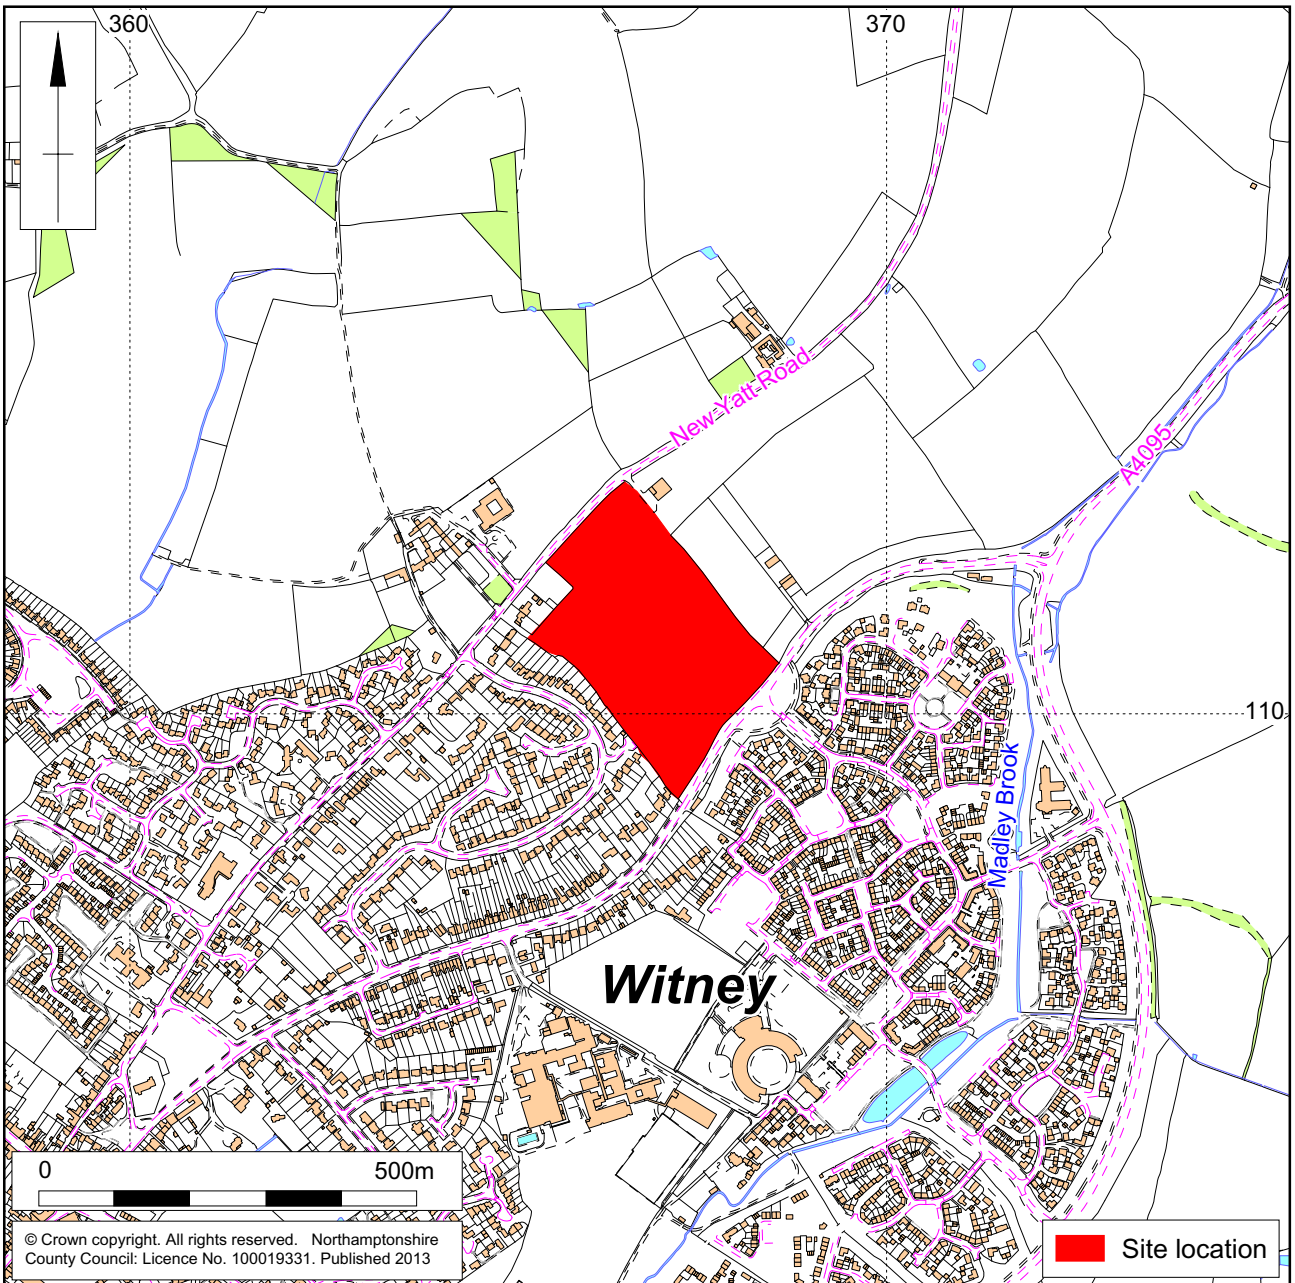 360
370
New Yatt Road
A4095
110
Madley Brook
Witney
0 500m
© Crown copyright. All rights reserved. Northamptonshire
County Council: Licence No. 100019331. Published 2013
Site location